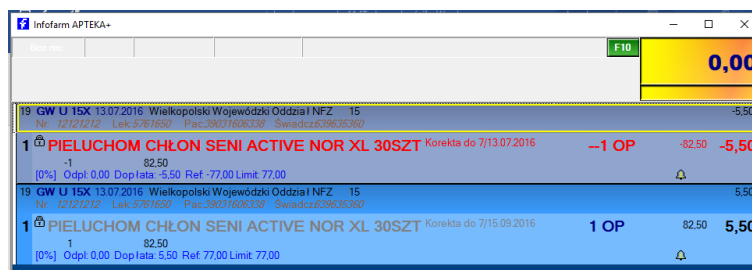 Infofarm APTEKA+
Bez rec.
F10
0,00
19 GW U 15X 13.07.2016 Wielkopolski Wojewódzki Oddział NFZ 15 -5,50
Nr: 12121212 Lek:5761650 Pac:39031606338 Świadcz:639635360
1 PIELUCHOM CHŁON SENI ACTIVE NOR XL 30SZT Korekta do 7/13.07.2016 --1 OP -82,50 -5,50
-1 82,50
[0%] Odpł: 0,00 Dopłata: -5,50 Ref: -77,00 Limit: 77,00
19 GW U 15X 13.07.2016 Wielkopolski Wojewódzki Oddział NFZ 15 5,50
Nr: 12121212 Lek:5761650 Pac:39031606338 Świadcz:639635360
1 PIELUCHOM CHŁON SENI ACTIVE NOR XL 30SZT Korekta do 7/15.09.2016 1 OP 82,50 5,50
1 82,50
[0%] Odpł: 0,00 Dopłata: 5,50 Ref: 77,00 Limit: 77,00